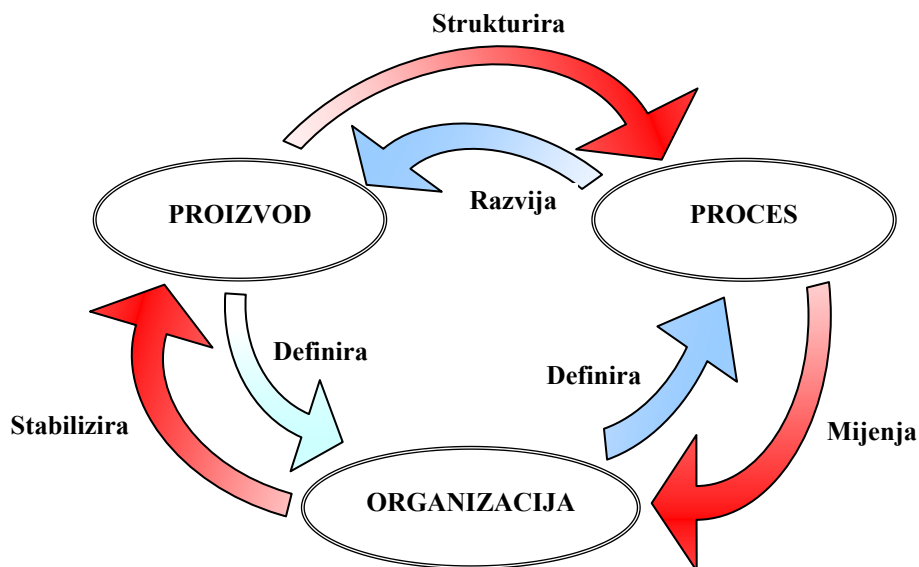 Strukturira
Razvija
PROIZVOD
PROCES
Definira
Definira
Stabilizira
Mijenja
ORGANIZACIJA